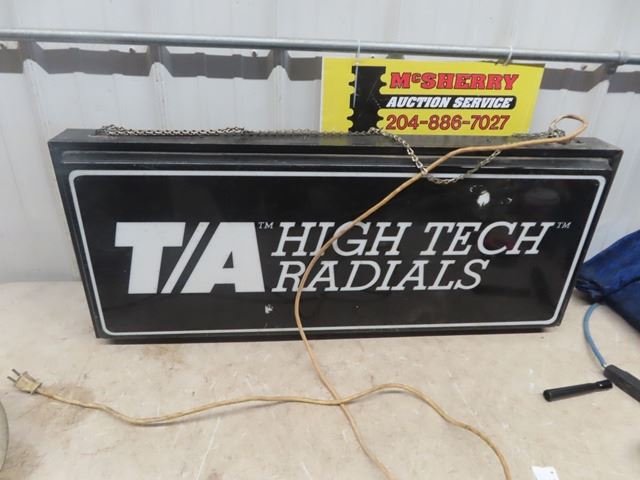 McSHERRY
AUCTION SERVICE
204-886-7027
T/A™ HIGH TECH™
RADIALS